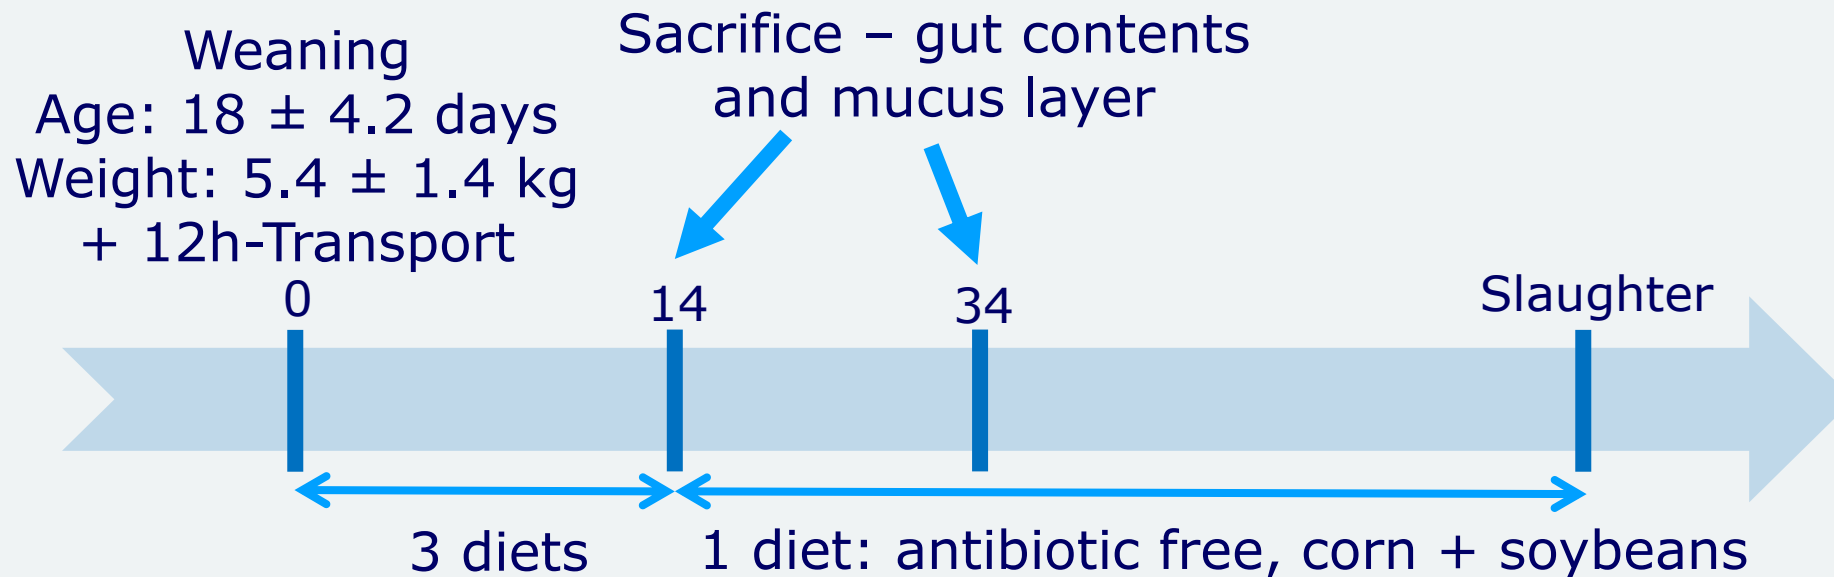 Weaning
Age: 18 ± 4.2 days
Weight: 5.4 ± 1.4 kg
+ 12h-Transport
Sacrifice – gut contents
and mucus layer
0
14
34
Slaughter
3 diets
1 diet: antibiotic free, corn + soybeans